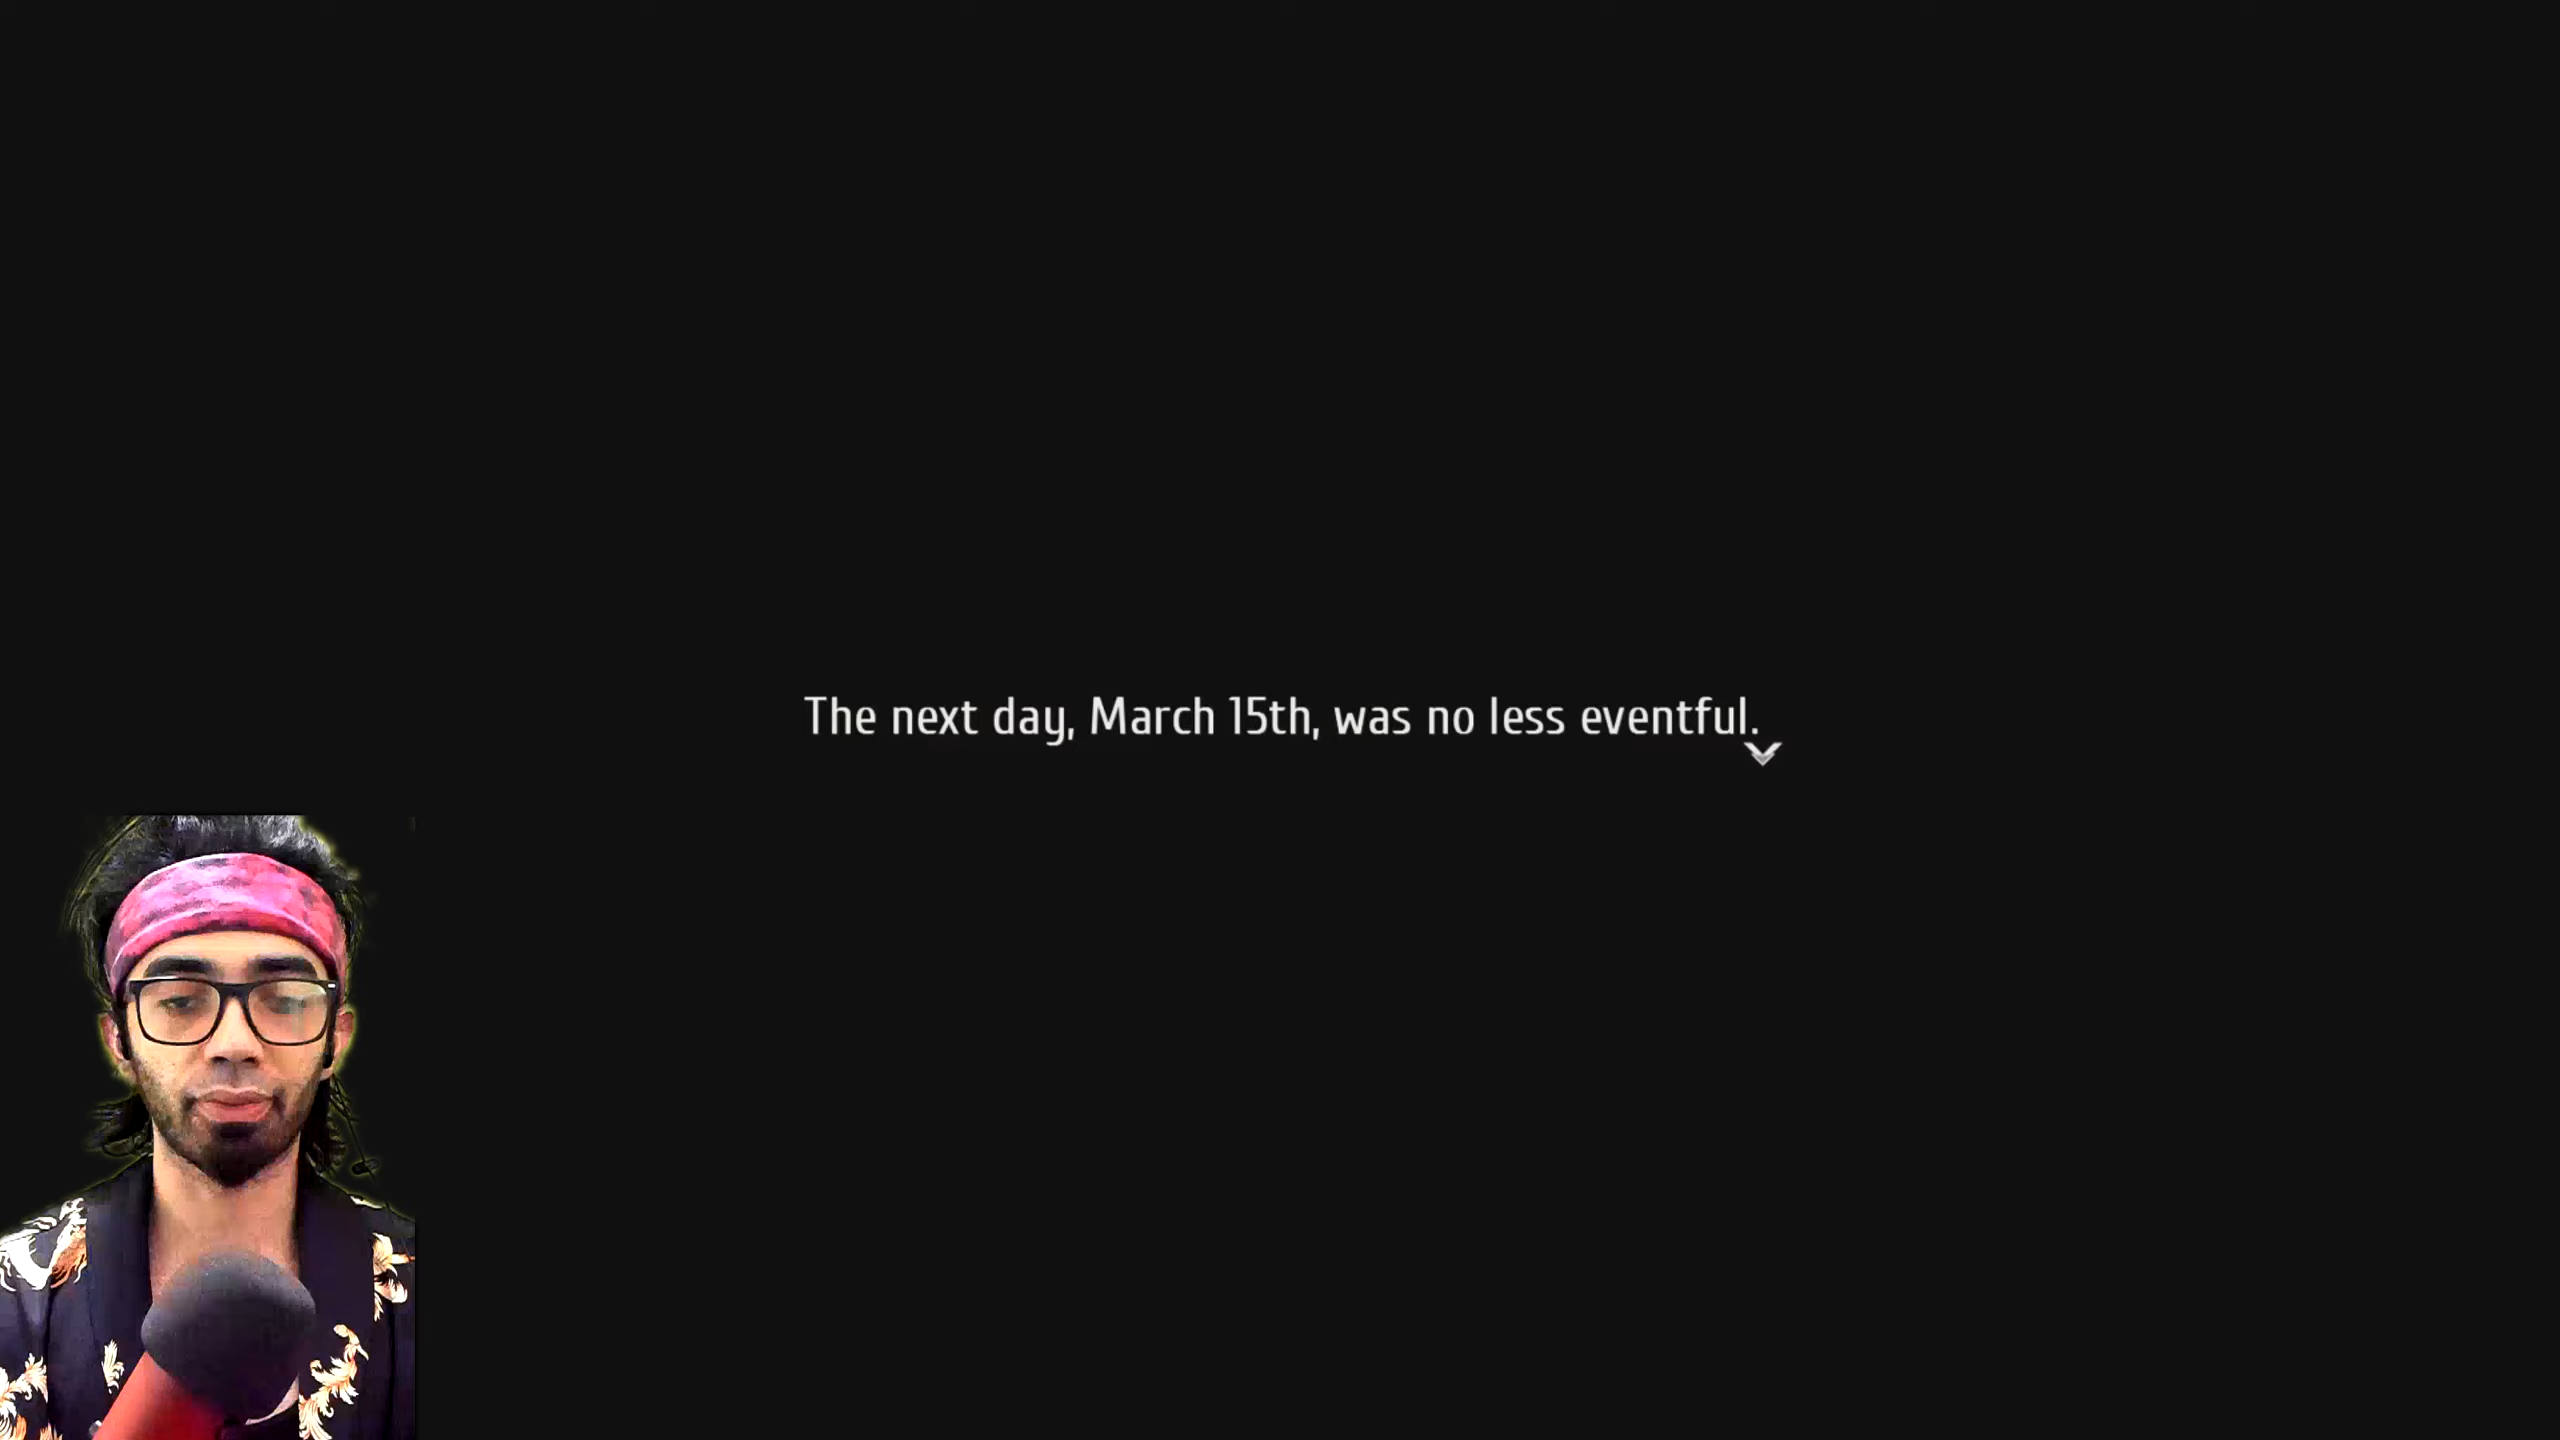 The next day, March 15th, was no less eventful.